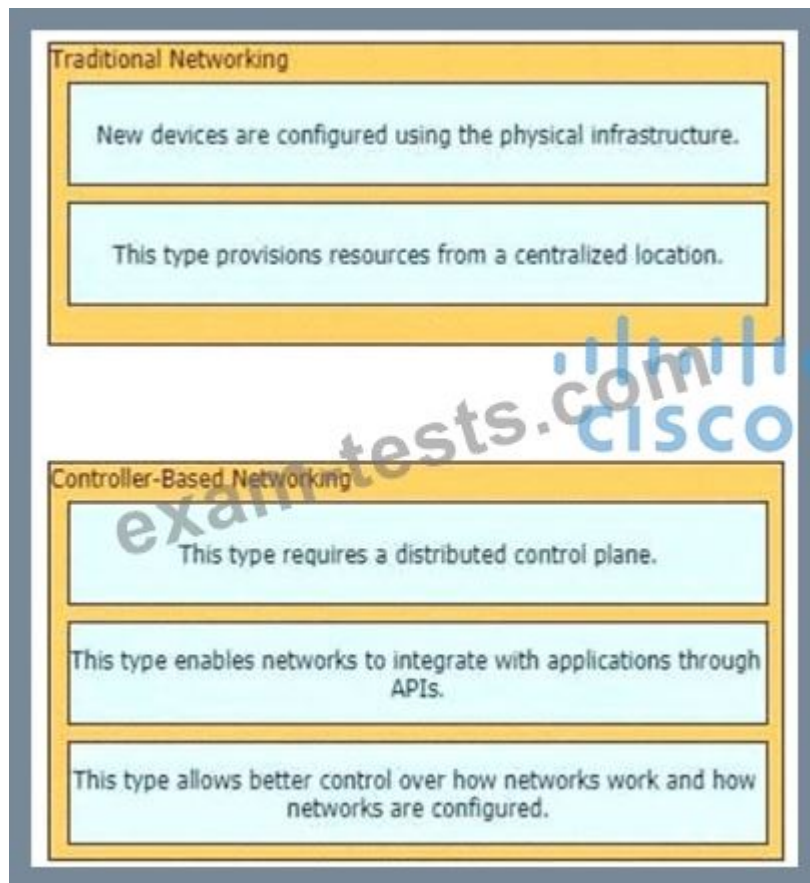 Traditional Networking
New devices are configured using the physical infrastructure.
This type provisions resources from a centralized location.
CISCO
exam-tests.com
Controller-Based Networking
This type requires a distributed control plane.
This type enables networks to integrate with applications through
APIs.
This type allows better control over how networks work and how
networks are configured.